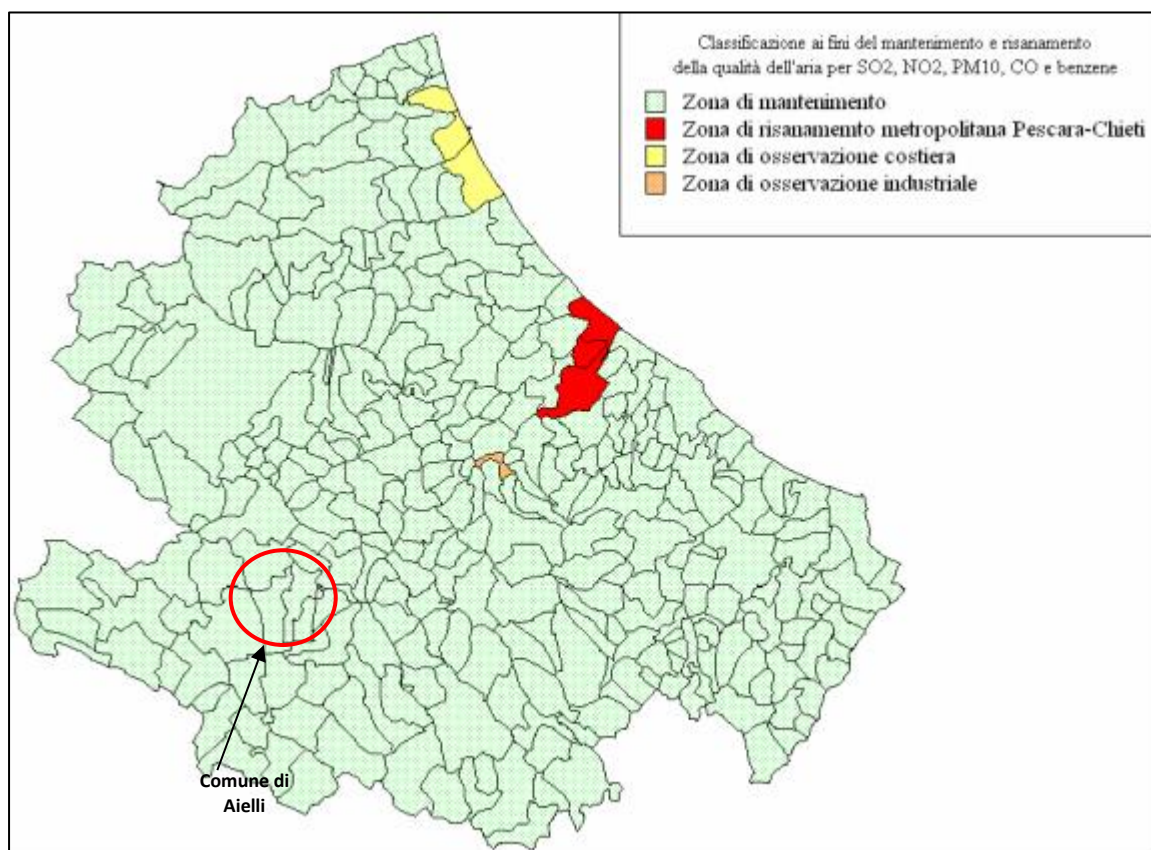 Classificazione ai fini del mantenimento e risanamento
della qualità dell'aria per SO2, NO2, PM10, CO e benzene
Zona di mantenimento
Zona di risanamemto metropolitana Pescara-Chieti
Zona di osservazione costiera
Zona di osservazione industriale
Comune di
Aielli